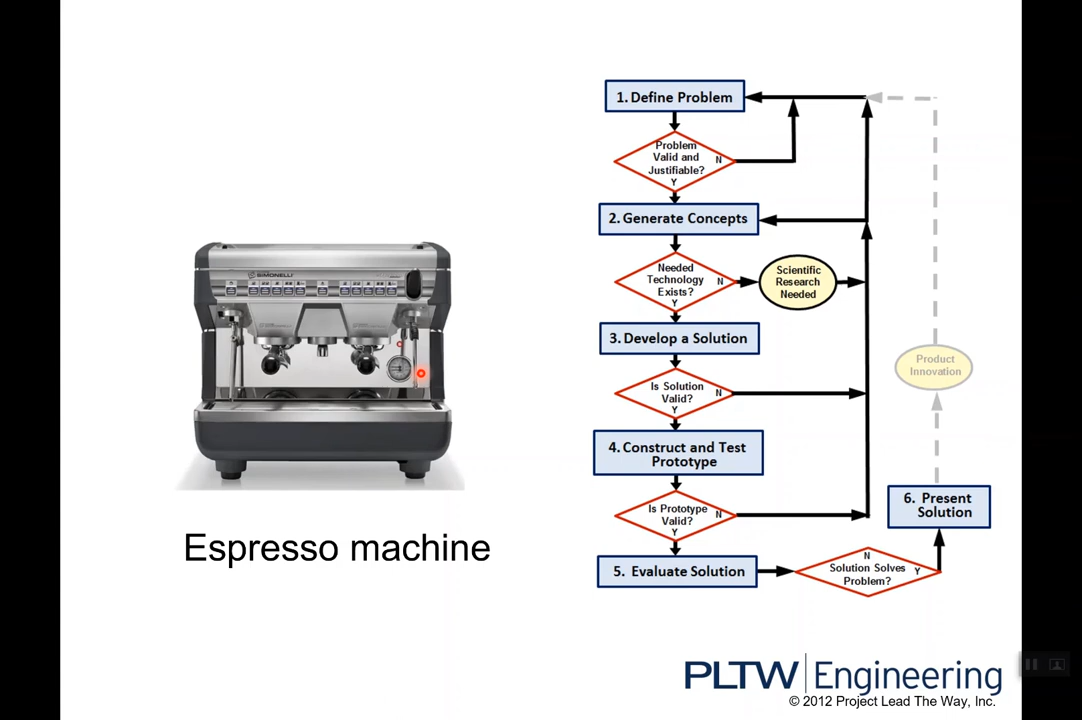 SIMONELLI
Espresso machine
1. Define Problem
Problem
Valid and
Justifiable?
N
Y
2. Generate Concepts
Needed
Technology
Exists?
N
Y
Scientific
Research
Needed
3. Develop a Solution
Is Solution
Valid?
N
Y
4. Construct and Test
Prototype
Is Prototype
Valid?
N
Y
5. Evaluate Solution
N
Solution Solves
Problem?
Y
6. Present
Solution
Product
Innovation
PLTW Engineering
© 2012 Project Lead The Way, Inc.